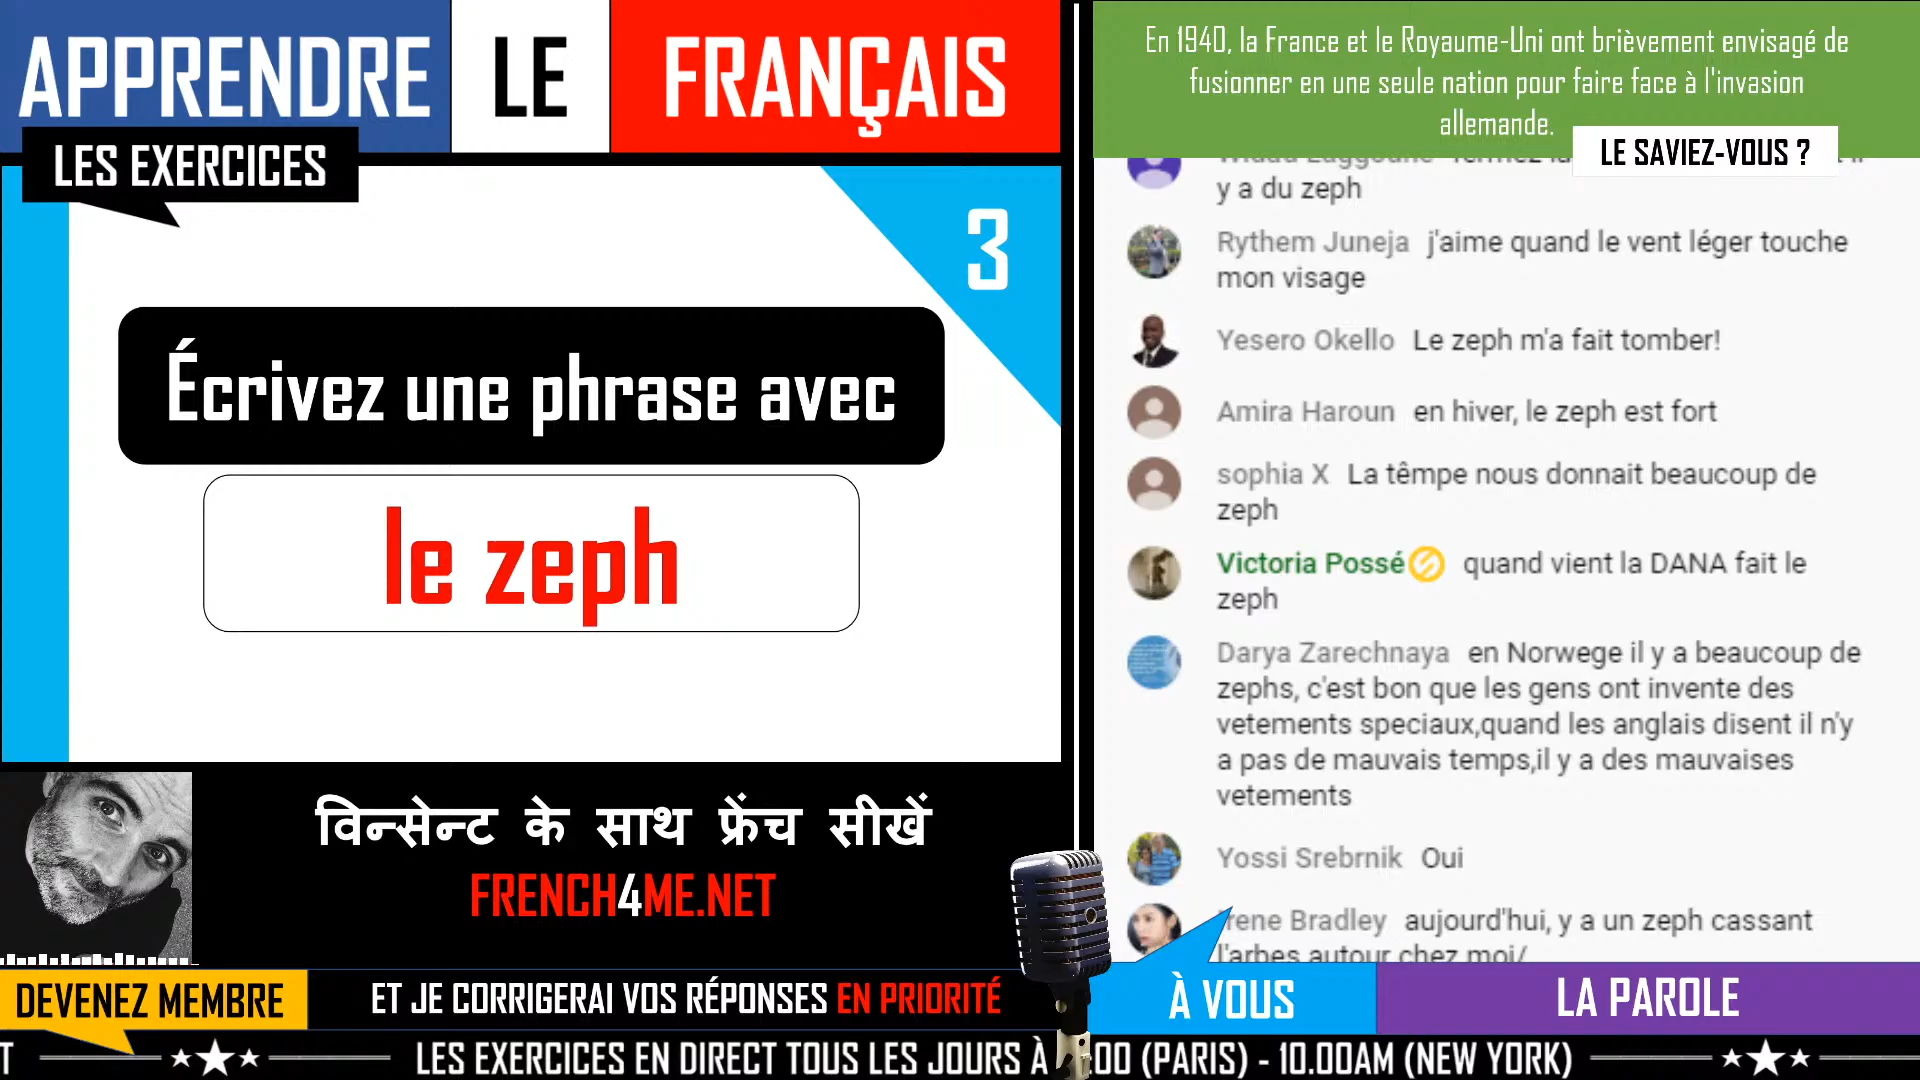 APPRENDRE LE FRANÇAIS
LES EXERCICES
3
Écrivez une phrase avec
le zeph
विन्सेन्ट के साथ फ्रेंच सीखें
FRENCH4ME.NET
En 1940, la France et le Royaume-Uni ont brièvement envisagé de
fusionner en une seule nation pour faire face à l'invasion
allemande.
LE SAVIEZ-VOUS ?
y a du zeph
Rythem Juneja j'aime quand le vent léger touche
mon visage
Yesero Okello Le zeph m'a fait tomber!
Amira Haroun en hiver, le zeph est fort
sophia X La têmpe nous donnait beaucoup de
zeph
Victoria Possé quand vient la DANA fait le
zeph
Darya Zarechnaya en Norwege il y a beaucoup de
zephs, c'est bon que les gens ont invente des
vetements speciaux,quand les anglais disent il n'y
a pas de mauvais temps,il y a des mauvaises
vetements
Yossi Srebrnik Oui
Irene Bradley aujourd'hui, y a un zeph cassant
l'arbes autour chez moi/
DEVENEZ MEMBRE
ET JE CORRIGERAI VOS RÉPONSES EN PRIORITÉ
À VOUS
LA PAROLE
T
LES EXERCICES EN DIRECT TOUS LES JOURS À :00 (PARIS) - 10.00AM (NEW YORK)